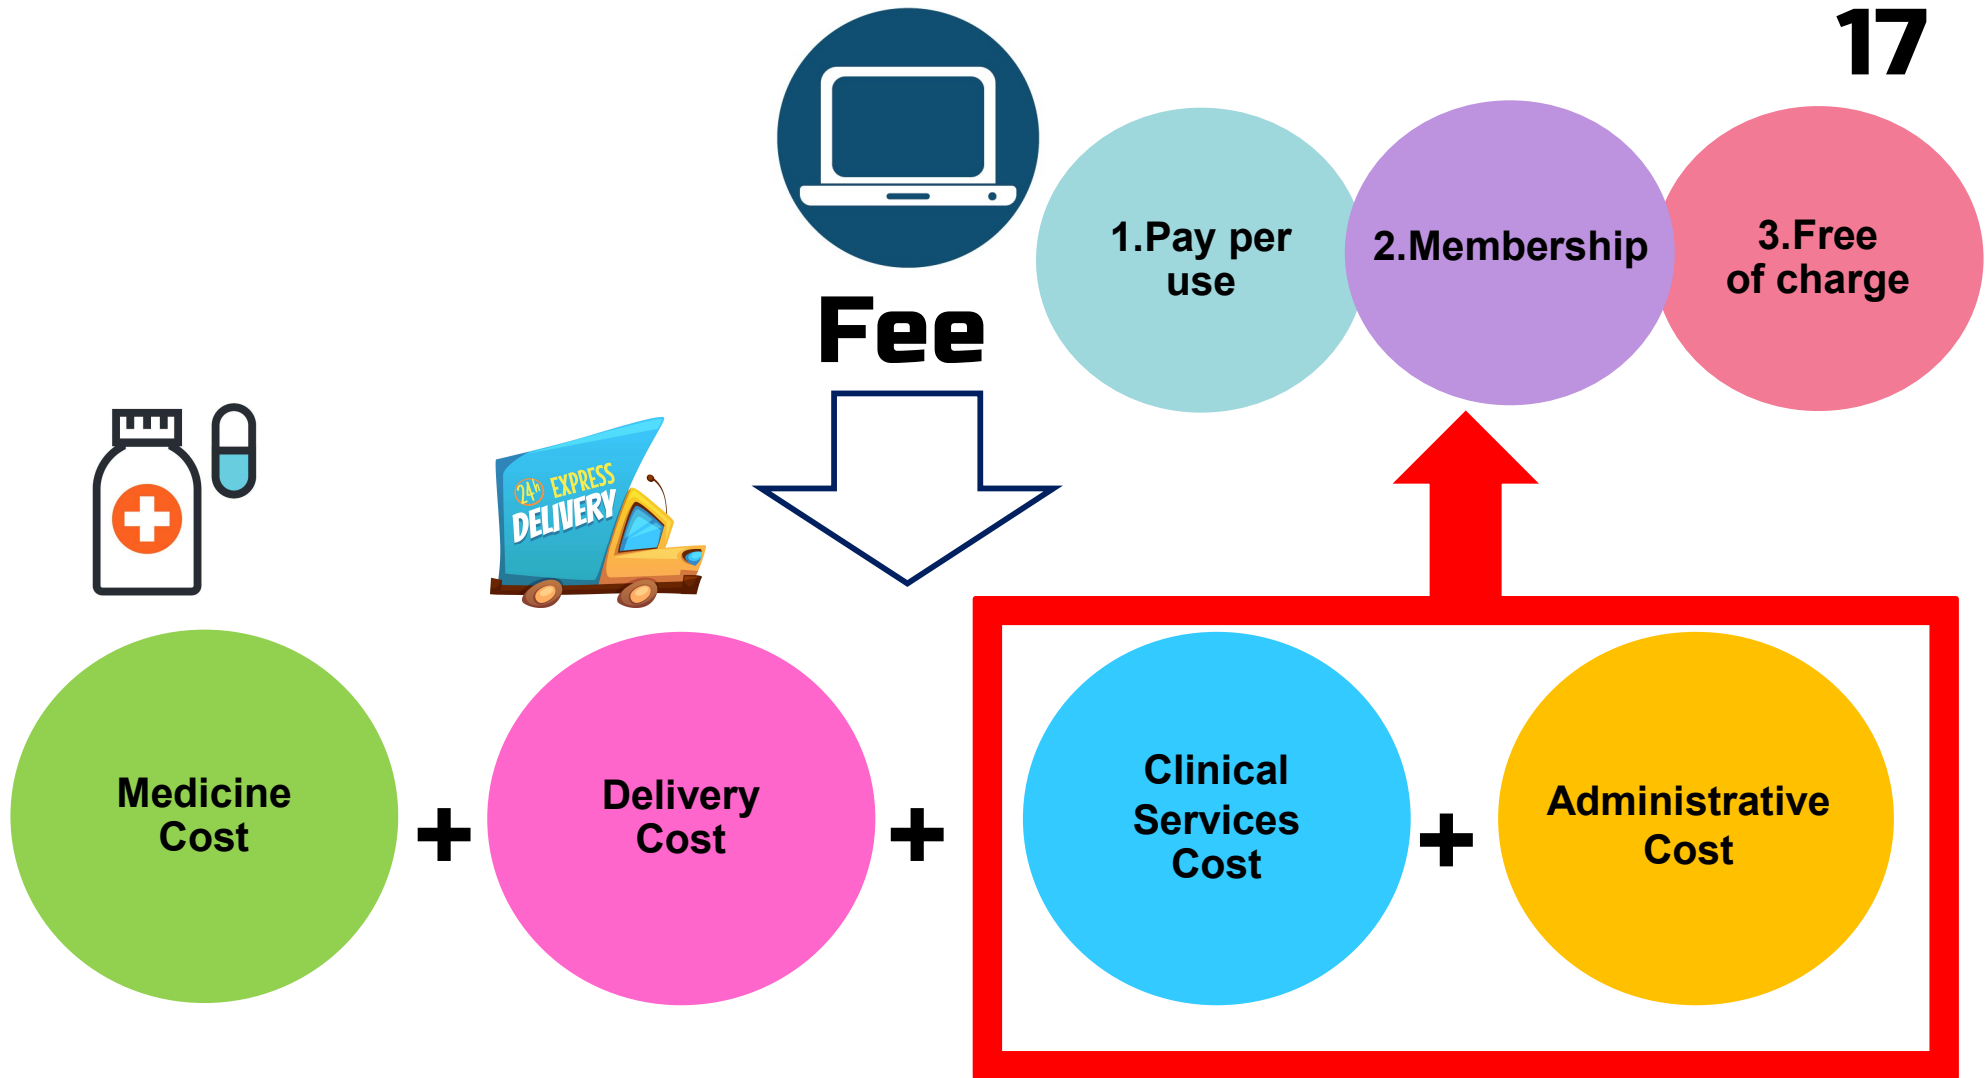 17
1.Pay per
use
2.Membership
3.Free
of charge
Fee
24h EXPRESS
DELIVERY
Medicine
Cost
+
Delivery
Cost
+
Clinical
Services
Cost
+
Administrative
Cost